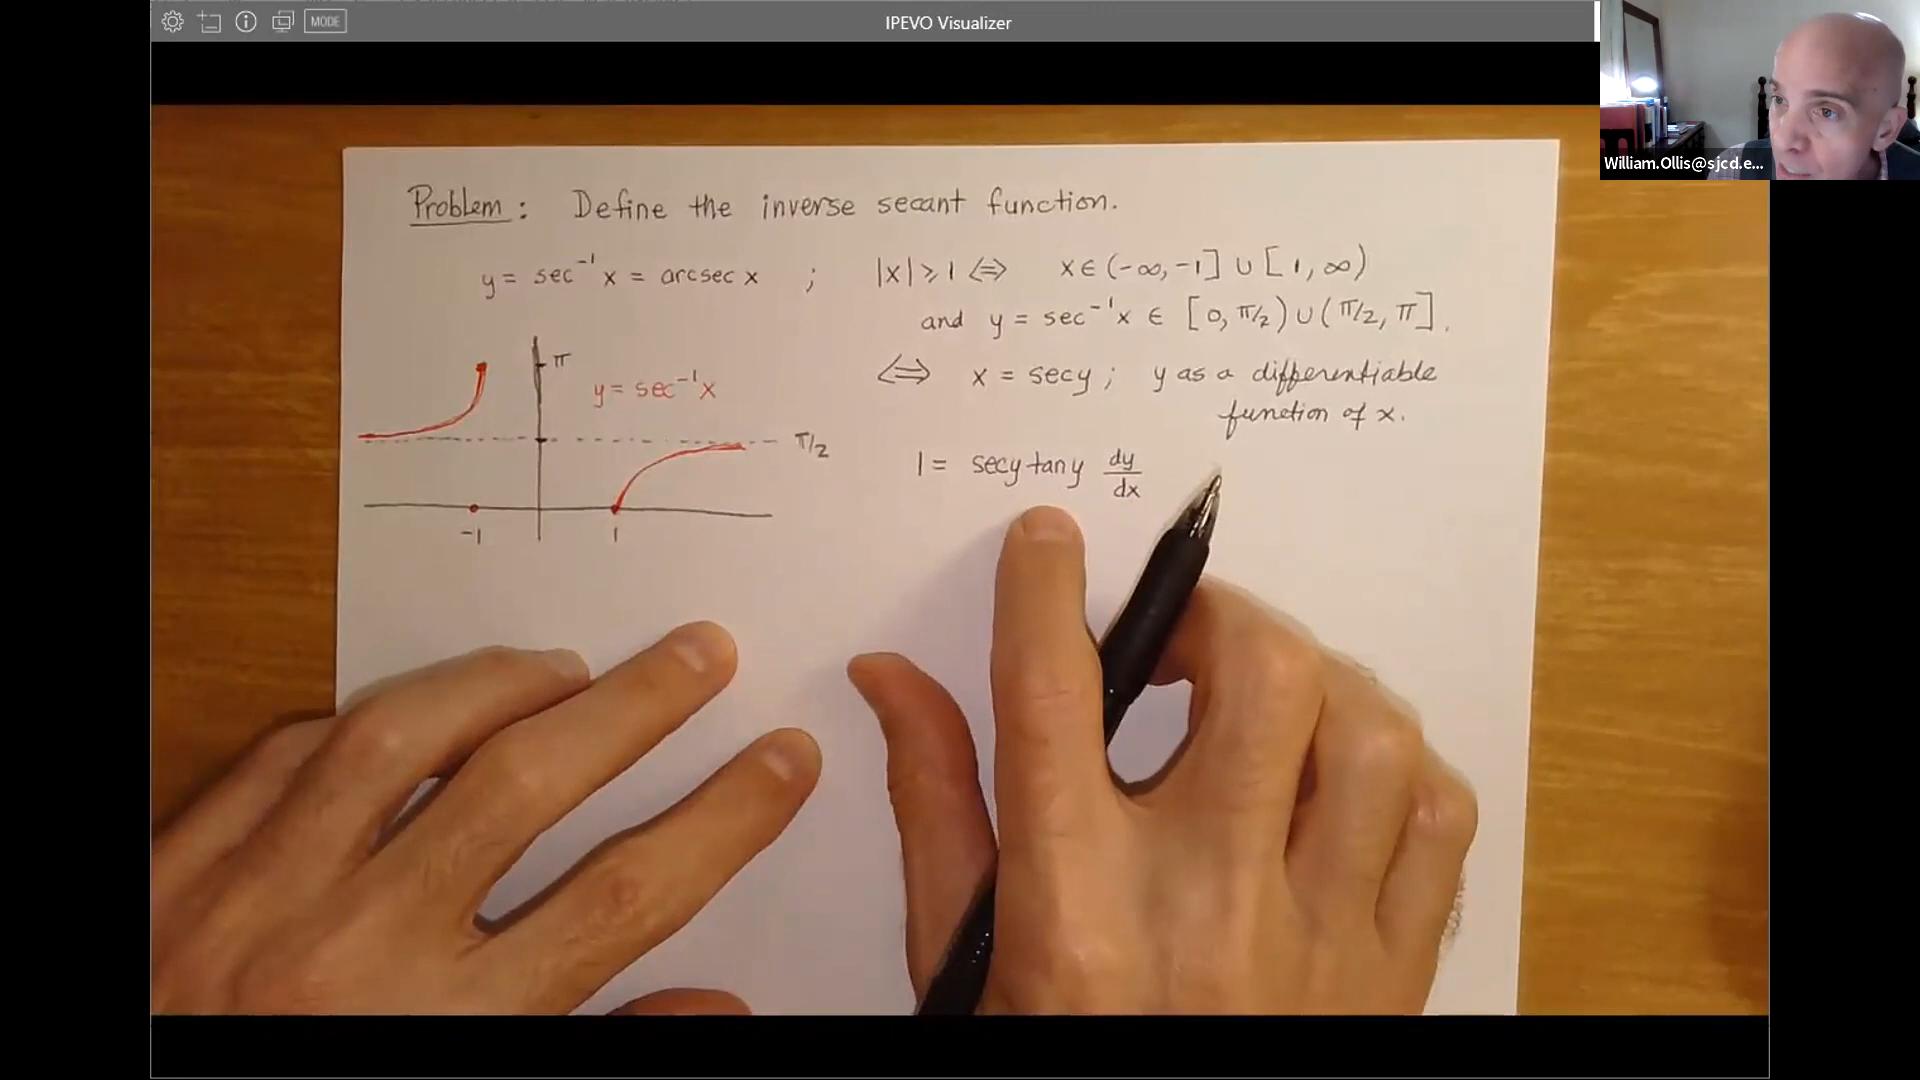 MODE
IPEVO Visualizer
William.Ollis@sjcd.e...
Problem: Define the inverse secant function.
y = sec⁻¹x = arcsec x ; |x| ⩾ 1 ⟺ x ∈ (-∞, -1] ∪ [1, ∞)
and y = sec⁻¹x ∈ [0, π/2) ∪ (π/2, π].
⟺ x = sec y ; y as a differentiable
function of x.
1 = sec y tan y dy/dx
π
y = sec⁻¹x
π/2
-1 1